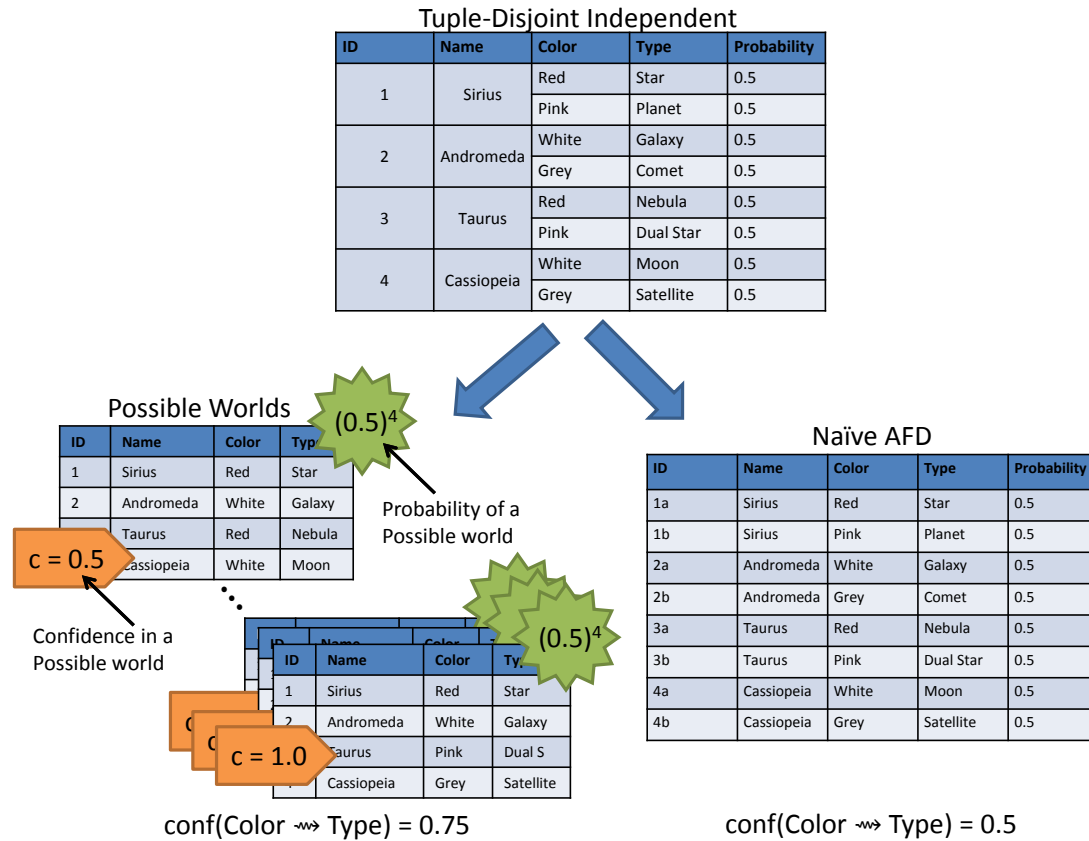 Tuple-Disjoint Independent
ID Name Color Type Probability
1 Sirius Red Star 0.5
Pink Planet 0.5
2 Andromeda White Galaxy 0.5
Grey Comet 0.5
3 Taurus Red Nebula 0.5
Pink Dual Star 0.5
4 Cassiopeia White Moon 0.5
Grey Satellite 0.5
Possible Worlds
(0.5)⁴
ID Name Color Type
1 Sirius Red Star
2 Andromeda White Galaxy
Taurus Red Nebula
Cassiopeia White Moon
c = 0.5
Probability of a
Possible world
Confidence in a
Possible world
(0.5)⁴
ID Name Color
ID Name Color Typ
1 Sirius Red Star
2 Andromeda White Galaxy
Taurus Pink Dual S
Cassiopeia Grey Satellite
c = 1.0
conf(Color ⇝ Type) = 0.75
Naïve AFD
ID Name Color Type Probability
1a Sirius Red Star 0.5
1b Sirius Pink Planet 0.5
2a Andromeda White Galaxy 0.5
2b Andromeda Grey Comet 0.5
3a Taurus Red Nebula 0.5
3b Taurus Pink Dual Star 0.5
4a Cassiopeia White Moon 0.5
4b Cassiopeia Grey Satellite 0.5
conf(Color ⇝ Type) = 0.5